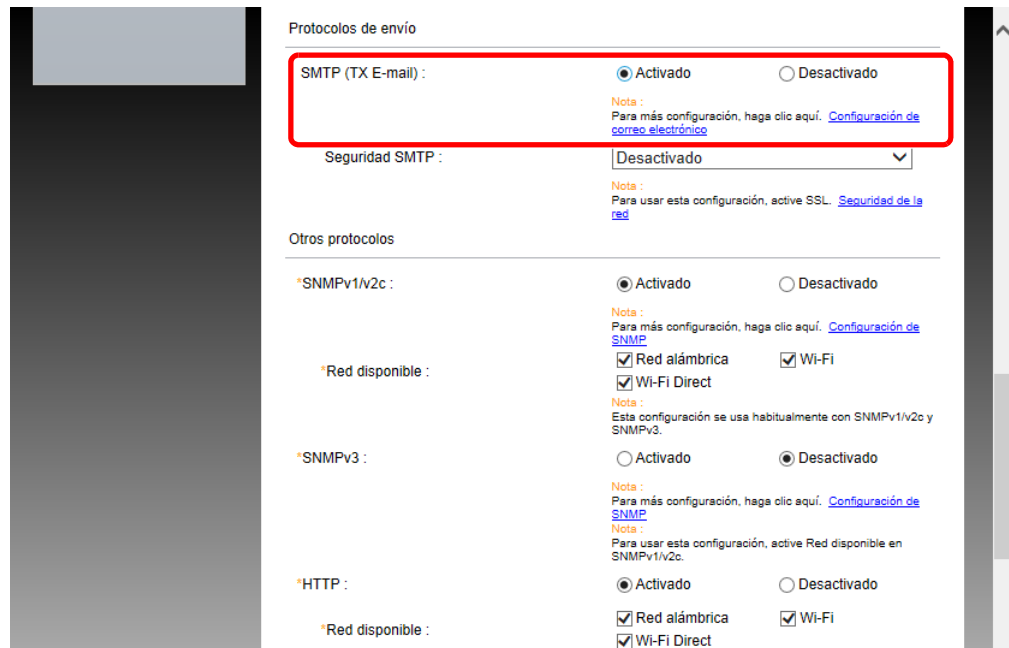 Protocolos de envío
SMTP (TX E-mail) : Activado Desactivado
Nota :
Para más configuración, haga clic aquí. Configuración de
correo electrónico
Seguridad SMTP : Desactivado
Nota :
Para usar esta configuración, active SSL. Seguridad de la
red
Otros protocolos
*SNMPv1/v2c : Activado Desactivado
Nota :
Para más configuración, haga clic aquí. Configuración de
SNMP
*Red disponible : Red alámbrica Wi-Fi
Wi-Fi Direct
Nota :
Esta configuración se usa habitualmente con SNMPv1/v2c y
SNMPv3.
*SNMPv3 : Activado Desactivado
Nota :
Para más configuración, haga clic aquí. Configuración de
SNMP
Nota :
Para usar esta configuración, active Red disponible en
SNMPv1/v2c.
*HTTP : Activado Desactivado
*Red disponible : Red alámbrica Wi-Fi
Wi-Fi Direct